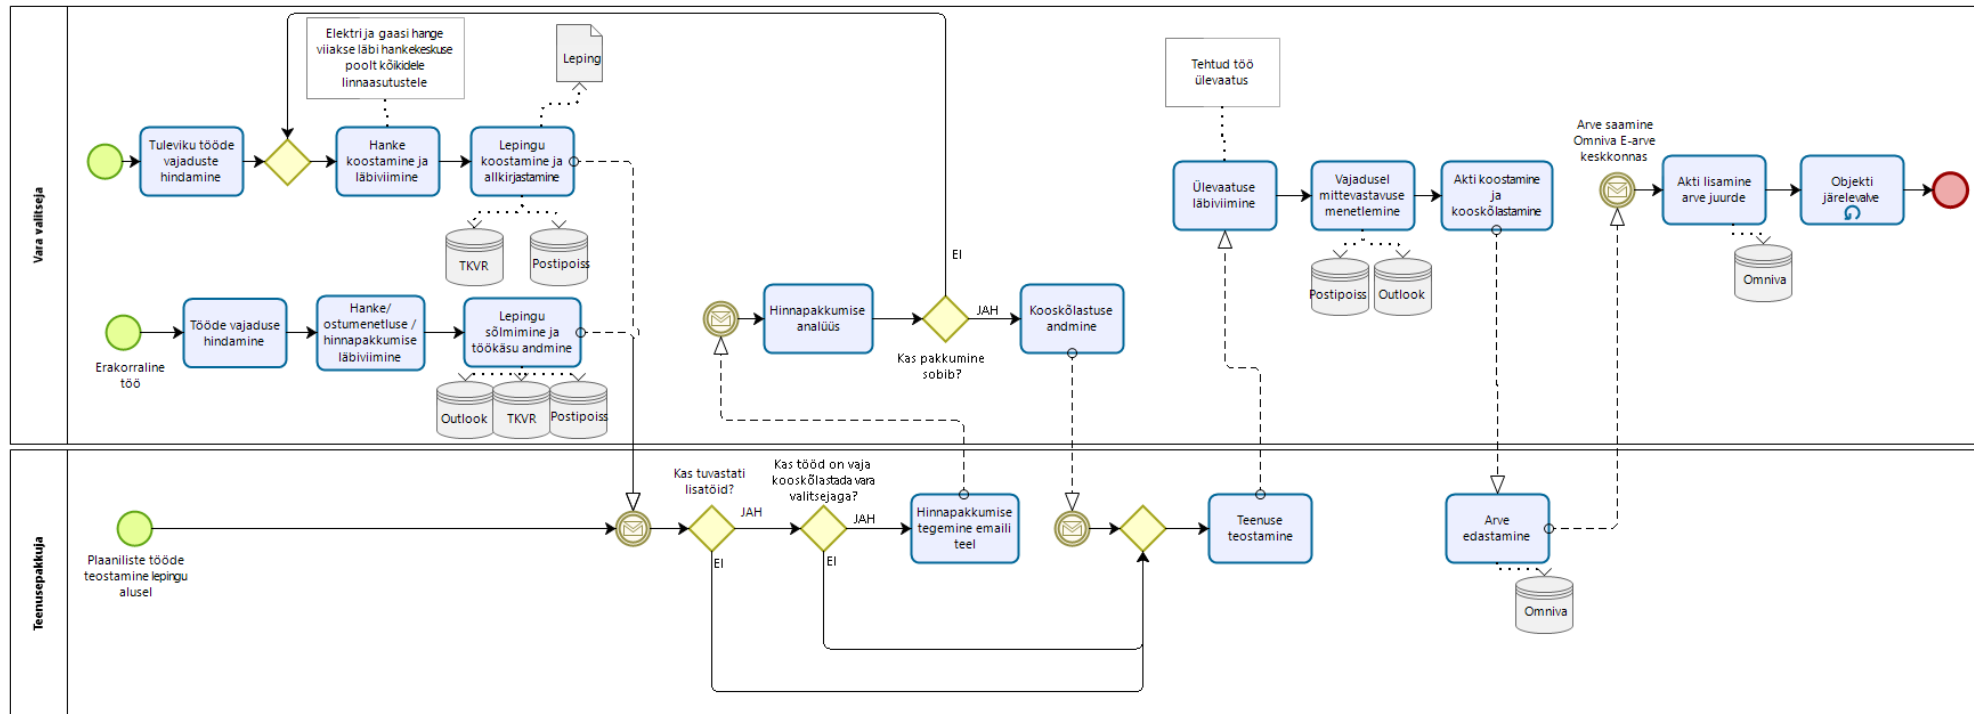 Vara valitseja
Elektri ja gaasi hange
viiakse läbi hankekeskuse
poolt kõikidele
linnaasutustele
Leping
Tuleviku tööde
vajaduste
hindamine
Hanke
koostamine ja
läbiviimine
Lepingu
koostamine ja
allkirjastamine
TKVR
Postipoiss
Erakorraline
töö
Tööde vajaduse
hindamine
Hanke/
ostumenetluse /
hinnapakkumise
läbiviimine
Lepingu
sõlmimine ja
töökäsu andmine
Outlook
TKVR
Postipoiss
Hinnapakkumise
analüüs
EI
JAH
Kas pakkumine
sobib?
Kooskõlastuse
andmine
Tehtud töö
ülevaatus
Ülevaatuse
läbiviimine
Vajadusel
mittevastavuse
menetlemine
Postipoiss
Outlook
Akti koostamine
ja
kooskõlastamine
Arve saamine
Omniva E-arve
keskkonnas
Akti lisamine
arve juurde
Omniva
Objekti
järelevalve
Teenusepakkuja
Plaaniliste tööde
teostamine lepingu
alusel
Kas tuvastati
lisatöid?
JAH
EI
Kas tööd on vaja
kooskõlastada vara
valitsejaga?
JAH
EI
Hinnapakkumise
tegemine emaili
teel
Teenuse
teostamine
Arve
edastamine
Omniva